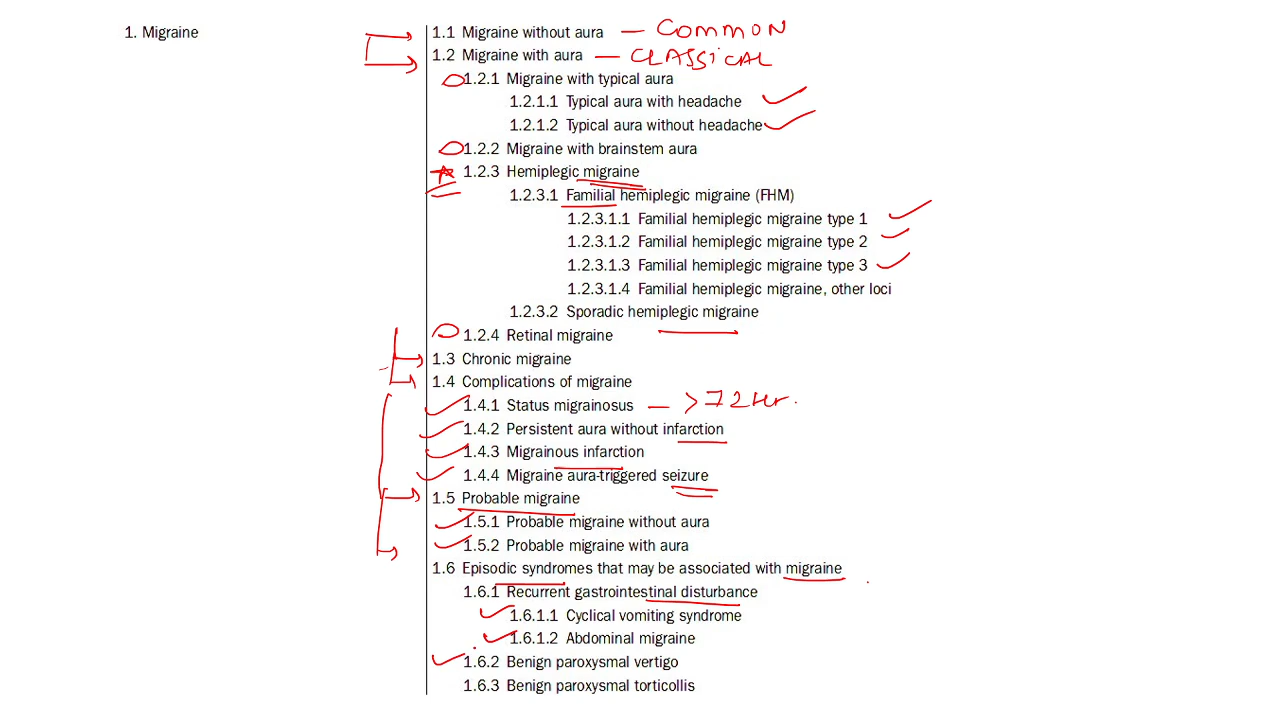 1. Migraine
1.1 Migraine without aura — COMMON
1.2 Migraine with aura — CLASSICAL
1.2.1 Migraine with typical aura
1.2.1.1 Typical aura with headache
1.2.1.2 Typical aura without headache
1.2.2 Migraine with brainstem aura
1.2.3 Hemiplegic migraine
1.2.3.1 Familial hemiplegic migraine (FHM)
1.2.3.1.1 Familial hemiplegic migraine type 1
1.2.3.1.2 Familial hemiplegic migraine type 2
1.2.3.1.3 Familial hemiplegic migraine type 3
1.2.3.1.4 Familial hemiplegic migraine, other loci
1.2.3.2 Sporadic hemiplegic migraine
1.2.4 Retinal migraine
1.3 Chronic migraine
1.4 Complications of migraine
1.4.1 Status migrainosus — >72Hr.
1.4.2 Persistent aura without infarction
1.4.3 Migrainous infarction
1.4.4 Migraine aura-triggered seizure
1.5 Probable migraine
1.5.1 Probable migraine without aura
1.5.2 Probable migraine with aura
1.6 Episodic syndromes that may be associated with migraine
1.6.1 Recurrent gastrointestinal disturbance
1.6.1.1 Cyclical vomiting syndrome
1.6.1.2 Abdominal migraine
1.6.2 Benign paroxysmal vertigo
1.6.3 Benign paroxysmal torticollis